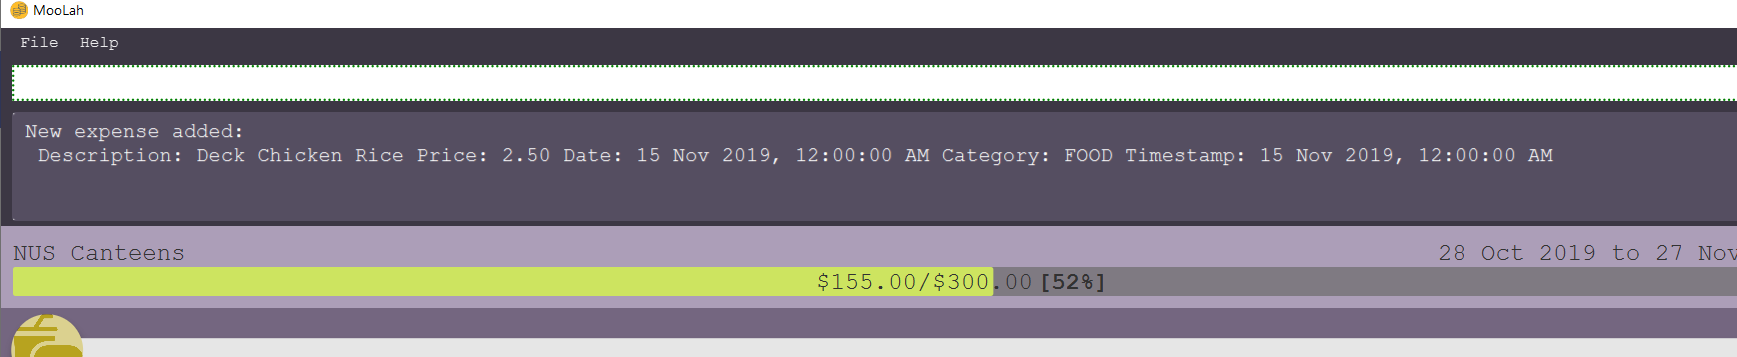 MooLah
File Help
New expense added:
Description: Deck Chicken Rice Price: 2.50 Date: 15 Nov 2019, 12:00:00 AM Category: FOOD Timestamp: 15 Nov 2019, 12:00:00 AM
NUS Canteens 28 Oct 2019 to 27 Nov
$155.00/$300.00 [52%]